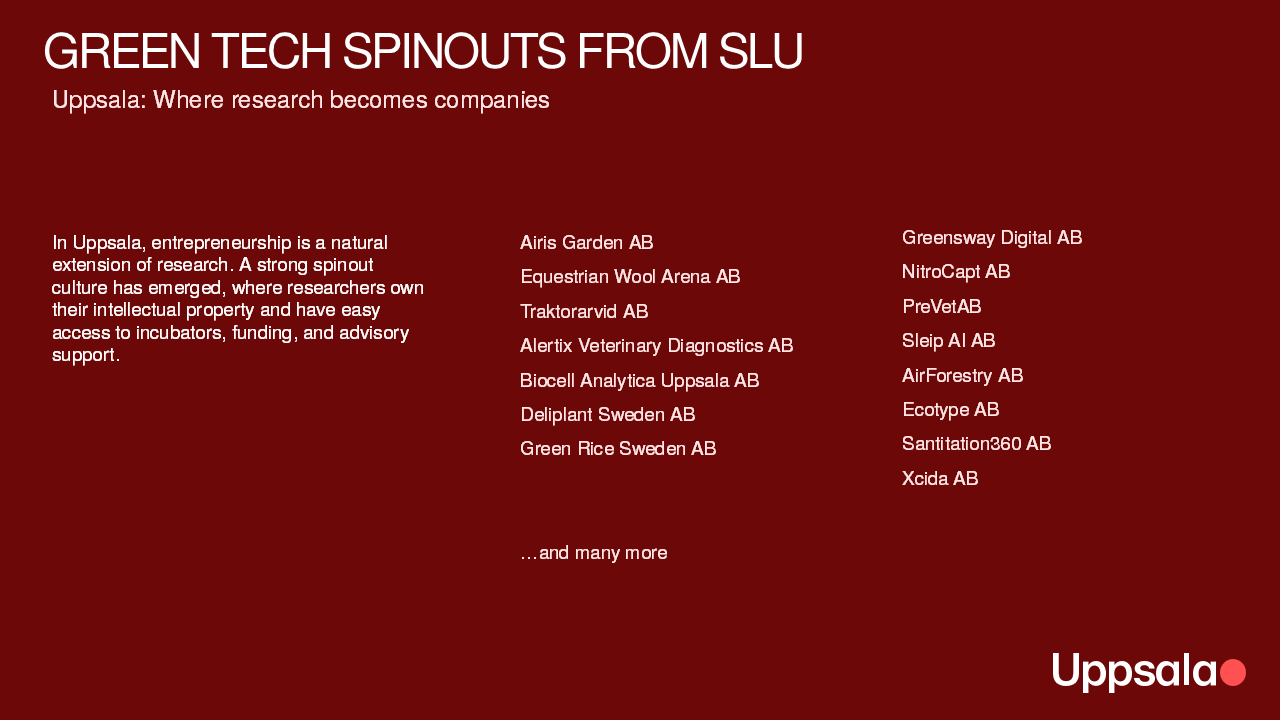 GREEN TECH SPINOUTS FROM SLU
Uppsala: Where research becomes companies
In Uppsala, entrepreneurship is a natural
extension of research. A strong spinout
culture has emerged, where researchers own
their intellectual property and have easy
access to incubators, funding, and advisory
support.
Airis Garden AB
Equestrian Wool Arena AB
Traktorarvid AB
Alertix Veterinary Diagnostics AB
Biocell Analytica Uppsala AB
Deliplant Sweden AB
Green Rice Sweden AB
…and many more
Greensway Digital AB
NitroCapt AB
PreVetAB
Sleip AI AB
AirForestry AB
Ecotype AB
Santitation360 AB
Xcida AB
Uppsala